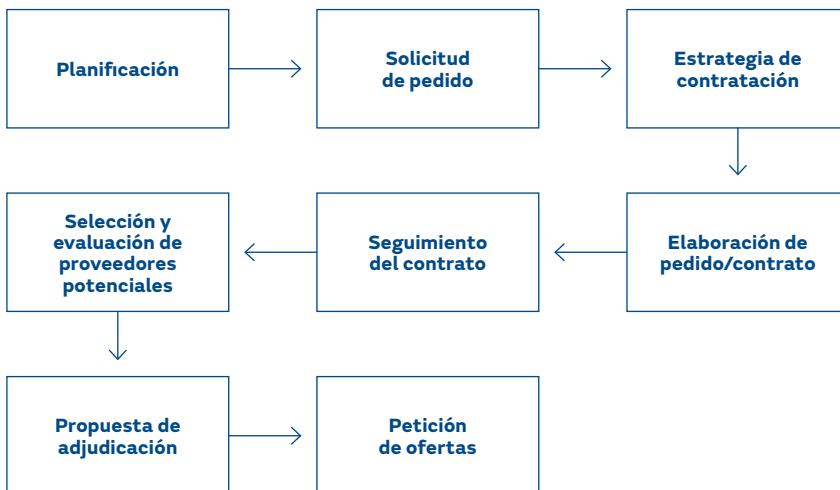 Planificación
Solicitud
de pedido
Estrategia de
contratación
Selección y
evaluación de
proveedores
potenciales
Seguimiento
del contrato
Elaboración de
pedido/contrato
Propuesta de
adjudicación
Petición
de ofertas